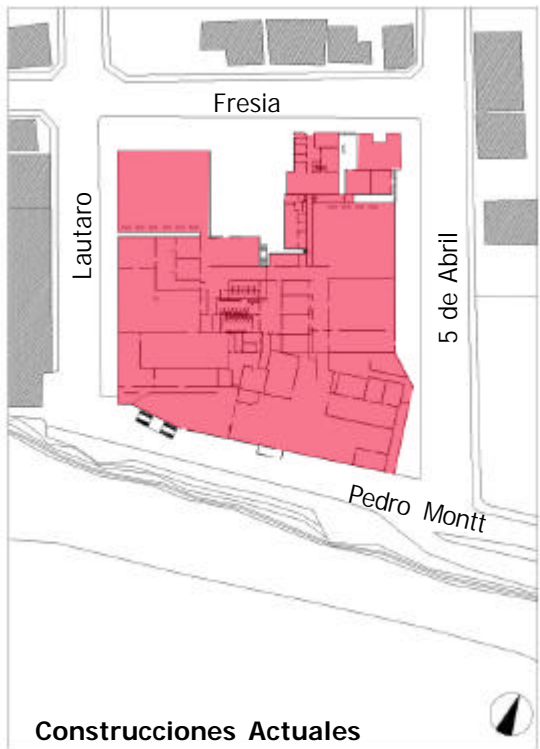 Fresia
Lautaro
5 de Abril
Pedro Montt
Construcciones Actuales